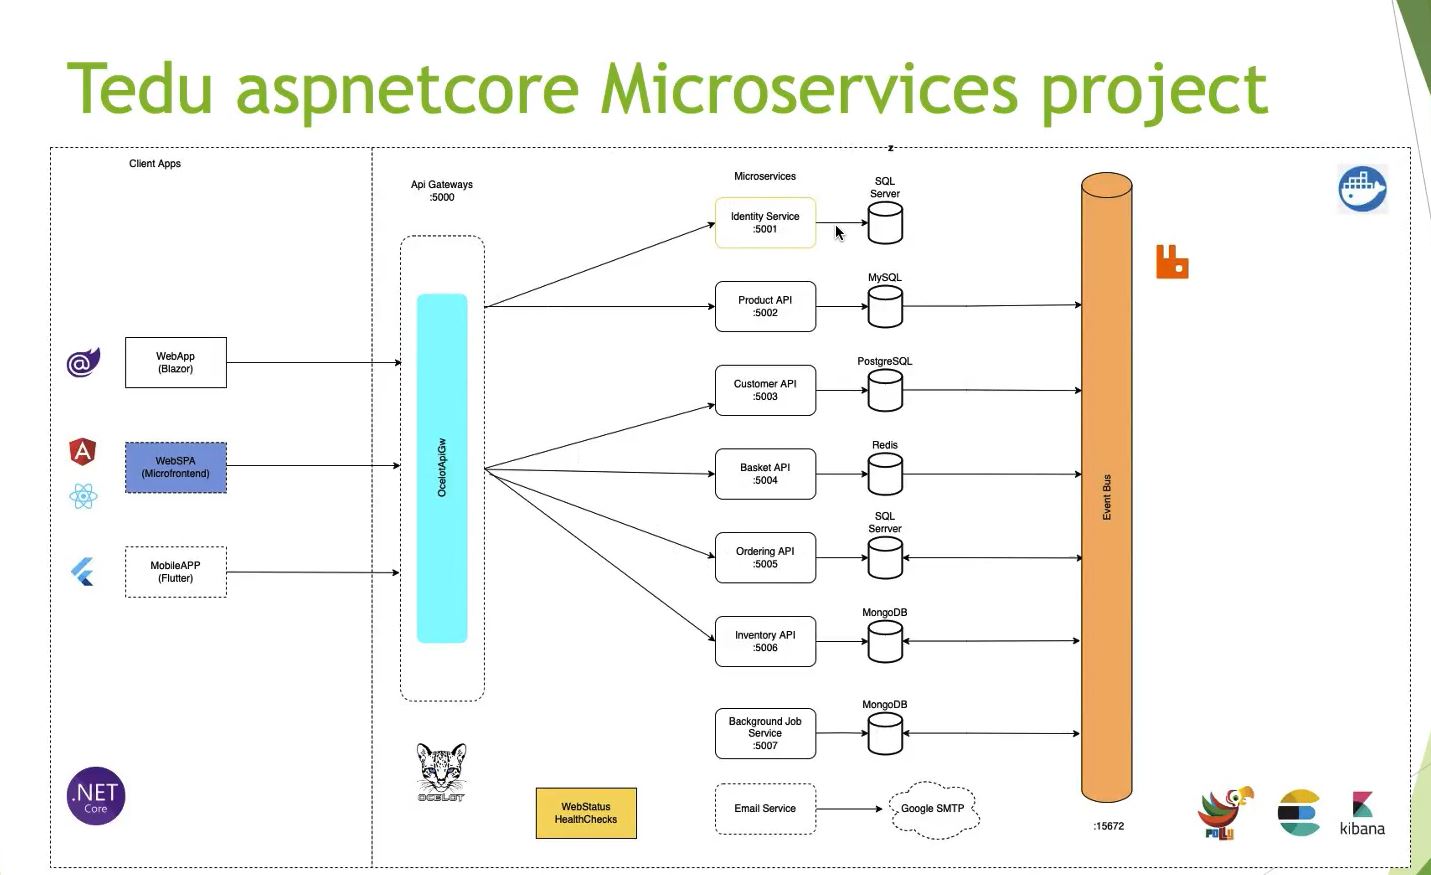 Tedu aspnetcore Microservices project
z
Client Apps
Api Gateways
:5000
Microservices
SQL
Server
Identity Service
:5001
MySQL
Product API
:5002
PostgreSQL
Customer API
:5003
WebApp
(Blazor)
OcelotApiGw
Redis
Basket API
:5004
WebSPA
(Microfrontend)
Event Bus
SQL
Serrver
Ordering API
:5005
MobileAPP
(Flutter)
MongoDB
Inventory API
:5006
MongoDB
Background Job
Service
:5007
.NET
Core
OCELOT
WebStatus
HealthChecks
Email Service
Google SMTP
:15672
POLLY
kibana